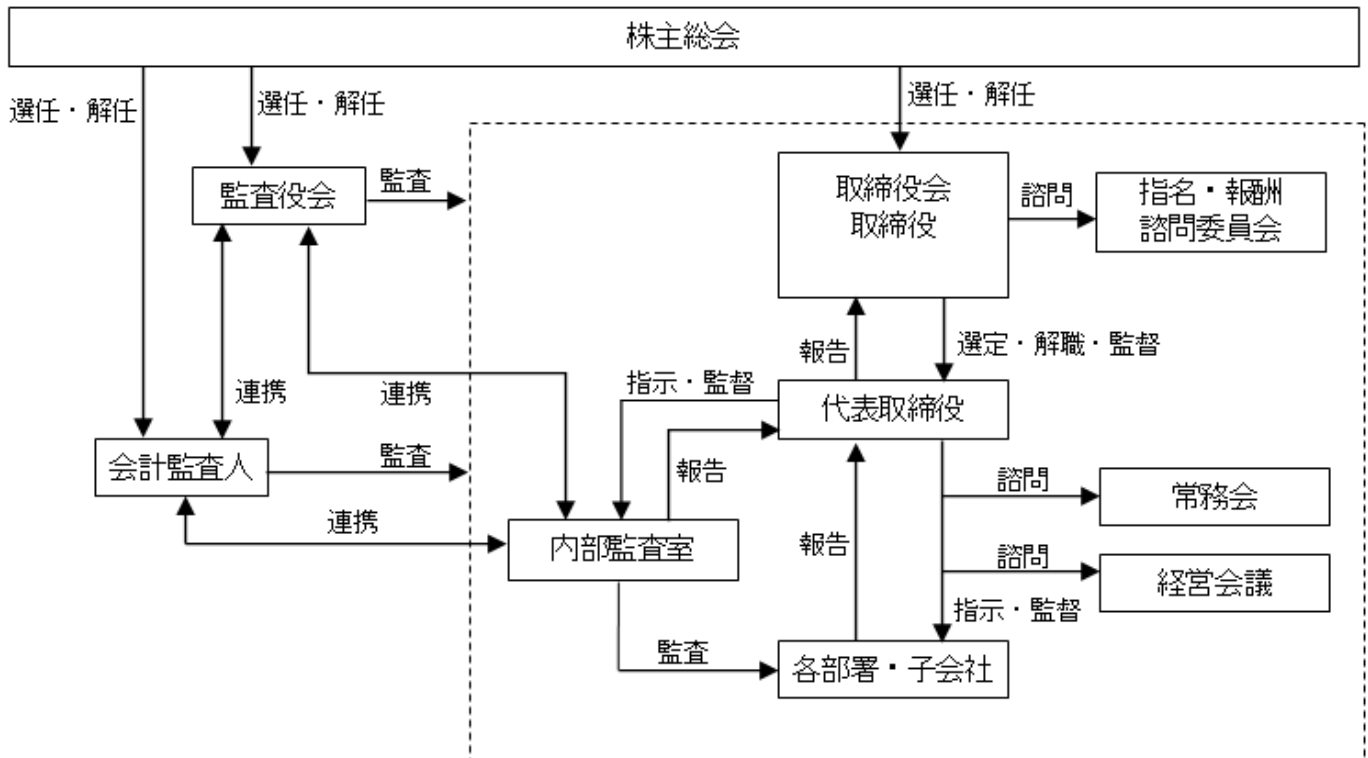 株主総会
選任・解任
選任・解任
選任・解任
監査役会
監査
取締役会
取締役
諮問
指名・報酬
諮問委員会
報告
選定・解職・監督
連携
連携
指示・監督
代表取締役
会計監査人
監査
報告
諮問
常務会
連携
内部監査室
報告
諮問
経営会議
指示・監督
監査
各部署・子会社